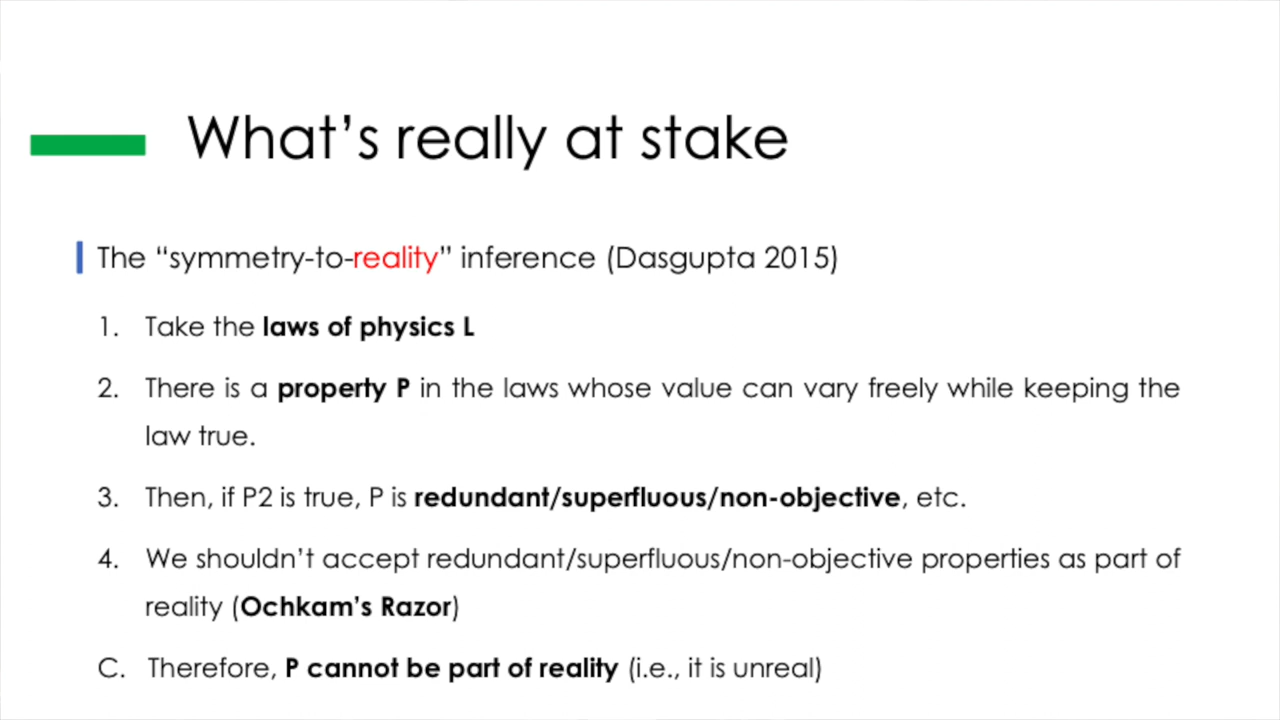 What's really at stake
The “symmetry-to-reality” inference (Dasgupta 2015)
1. Take the laws of physics L
2. There is a property P in the laws whose value can vary freely while keeping the
law true.
3. Then, if P2 is true, P is redundant/superfluous/non-objective, etc.
4. We shouldn't accept redundant/superfluous/non-objective properties as part of
reality (Ochkam's Razor)
C. Therefore, P cannot be part of reality (i.e., it is unreal)